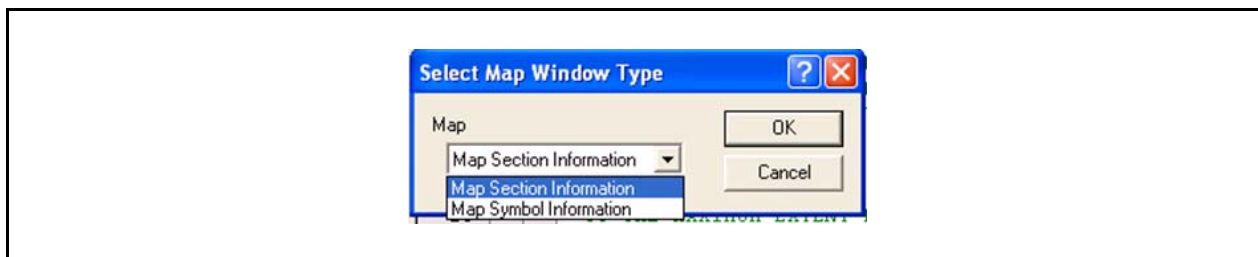 Select Map Window Type
Map
OK
Map Section Information
Cancel
Map Section Information
Map Symbol Information